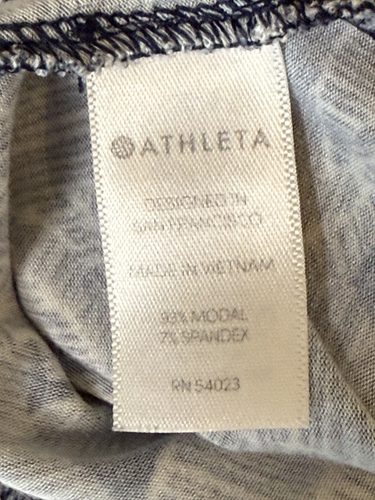 ATHLETA
DESIGNED IN
SAN FRANCISCO
MADE IN VIETNAM
93% MODAL
7% SPANDEX
RN 54023